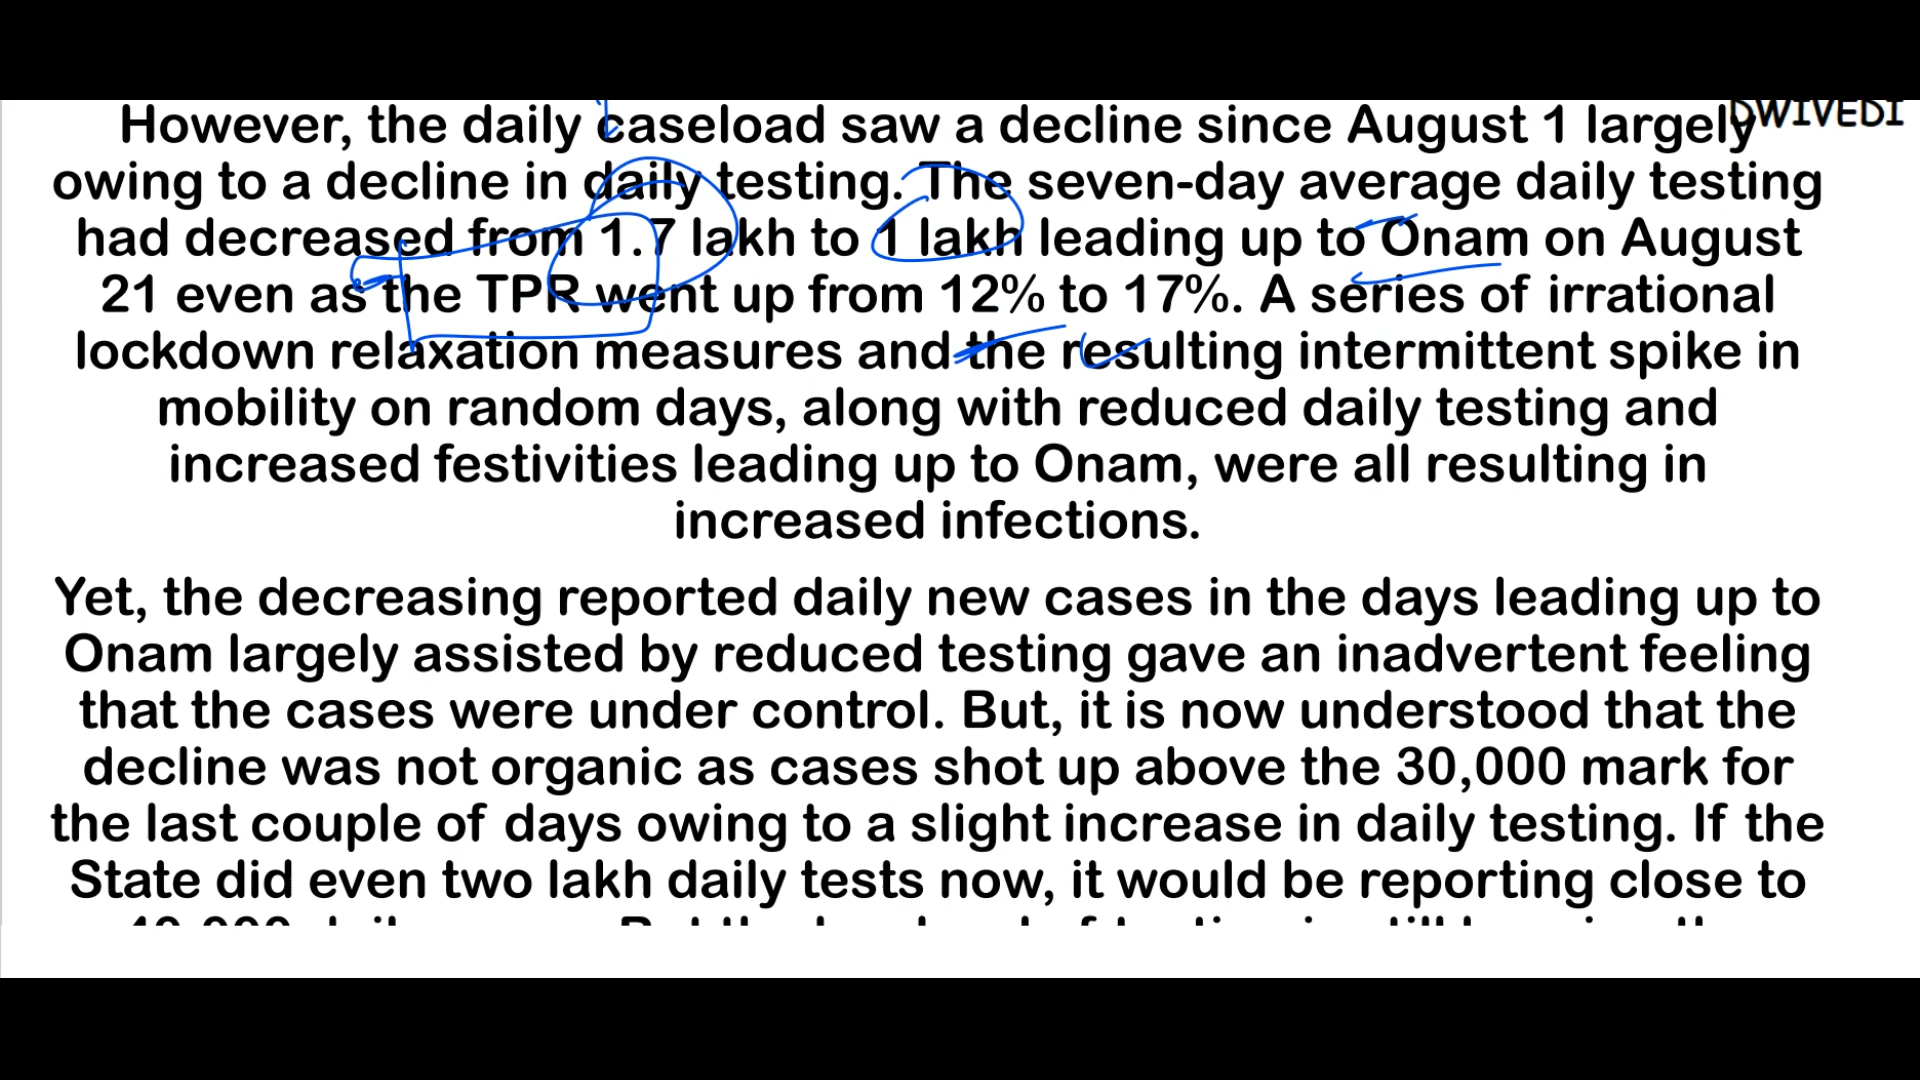 DWIVEDI
However, the daily caseload saw a decline since August 1 largely
owing to a decline in daily testing. The seven-day average daily testing
had decreased from 1.7 lakh to 1 lakh leading up to Onam on August
21 even as the TPR went up from 12% to 17%. A series of irrational
lockdown relaxation measures and the resulting intermittent spike in
mobility on random days, along with reduced daily testing and
increased festivities leading up to Onam, were all resulting in
increased infections.
Yet, the decreasing reported daily new cases in the days leading up to
Onam largely assisted by reduced testing gave an inadvertent feeling
that the cases were under control. But, it is now understood that the
decline was not organic as cases shot up above the 30,000 mark for
the last couple of days owing to a slight increase in daily testing. If the
State did even two lakh daily tests now, it would be reporting close to